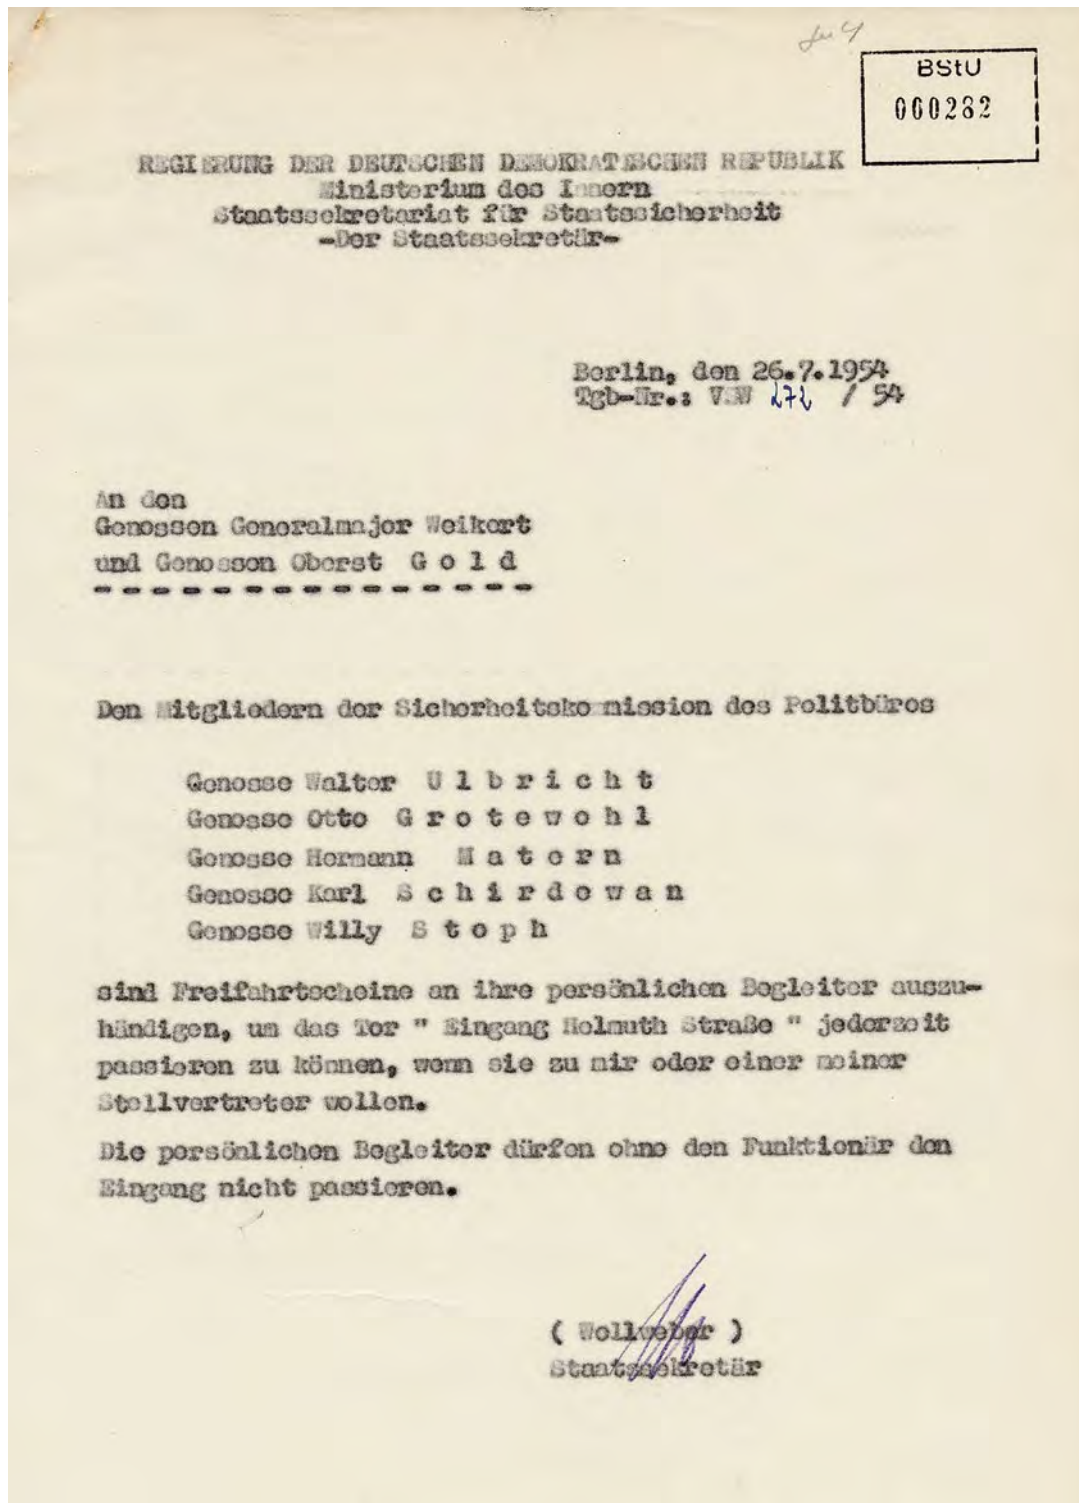 BStU
000282
REGIERUNG DER DEUTSCHEN DEMOKRATISCHEN REPUBLIK
Ministerium des Innern
Staatssekretariat für Staatssicherheit
-Der Staatssekretär-
Berlin, den 26.7.1954
Tgb-Nr.: VMW 272 / 54
An den
Genossen Generalmajor Weikert
und Genossen Oberst G o l d
- - - - - - - - - - - - - - -
Den Mitgliedern der Sicherheitskommission des Politbüros
Genosse Walter U l b r i c h t
Genosse Otto G r o t e w o h l
Genosse Hermann M a t e r n
Genosse Karl S c h i r d e w a n
Genosse Willy S t o p h
sind Freifahrtscheine an ihre persönlichen Begleiter auszu-
händigen, um das Tor " Eingang Helmuth Straße " jederzeit
passieren zu können, wenn sie zu mir oder einer meiner
Stellvertreter wollen.
Die persönlichen Begleiter dürfen ohne den Funktionär den
Eingang nicht passieren.
( Wollweber )
Staatssekretär